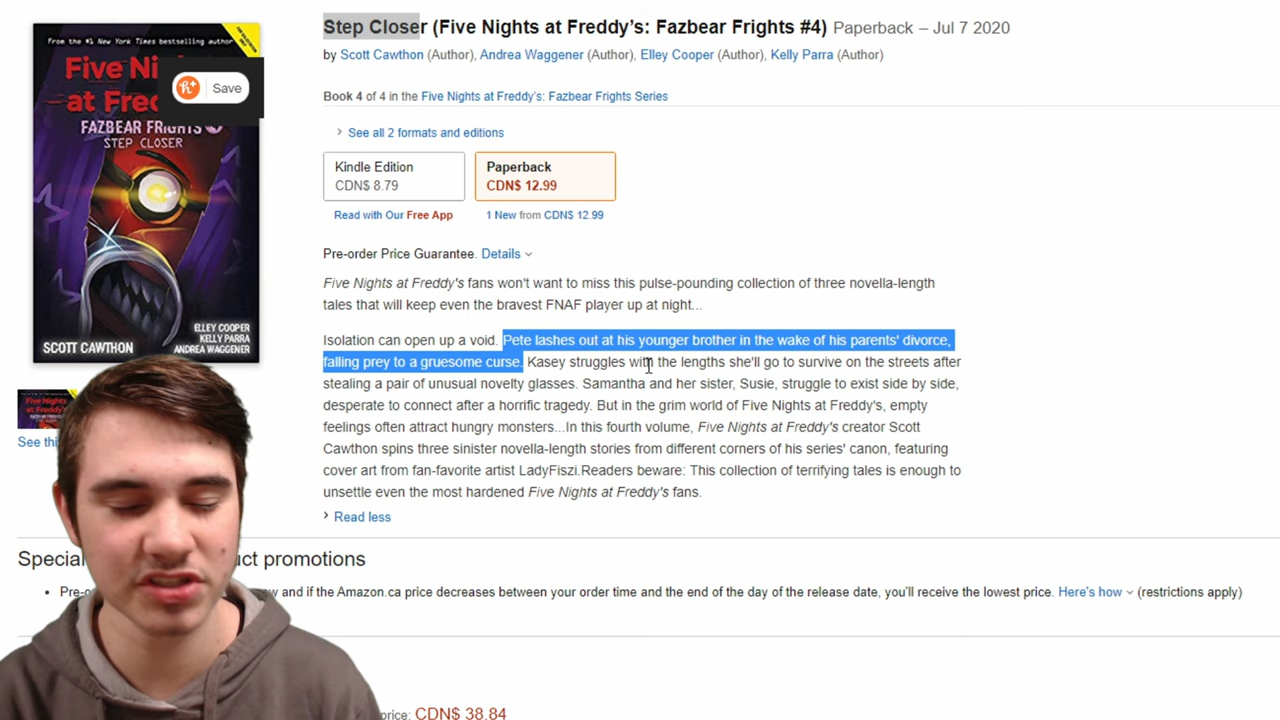 From the #1 New York Times bestselling author
Five Ni
at Fre
Save
FAZBEAR FRIGHTS
STEP CLOSER
ELLEY COOPER
KELLY PARRA
SCOTT CAWTHON
ANDREA WAGGENER
See thi
Step Closer (Five Nights at Freddy's: Fazbear Frights #4) Paperback – Jul 7 2020
by Scott Cawthon (Author), Andrea Waggener (Author), Elley Cooper (Author), Kelly Parra (Author)
Book 4 of 4 in the Five Nights at Freddy's: Fazbear Frights Series
See all 2 formats and editions
Kindle Edition
CDN$ 8.79
Paperback
CDN$ 12.99
Read with Our Free App
1 New from CDN$ 12.99
Pre-order Price Guarantee. Details
Five Nights at Freddy's fans won't want to miss this pulse-pounding collection of three novella-length
tales that will keep even the bravest FNAF player up at night...
Isolation can open up a void. Pete lashes out at his younger brother in the wake of his parents' divorce,
falling prey to a gruesome curse. Kasey struggles with the lengths she'll go to survive on the streets after
stealing a pair of unusual novelty glasses. Samantha and her sister, Susie, struggle to exist side by side,
desperate to connect after a horrific tragedy. But in the grim world of Five Nights at Freddy's, empty
feelings often attract hungry monsters...In this fourth volume, Five Nights at Freddy's creator Scott
Cawthon spins three sinister novella-length stories from different corners of his series' canon, featuring
cover art from fan-favorite artist LadyFiszi.Readers beware: This collection of terrifying tales is enough to
unsettle even the most hardened Five Nights at Freddy's fans.
Read less
Special uct promotions
Pre-o w and if the Amazon.ca price decreases between your order time and the end of the day of the release date, you'll receive the lowest price. Here's how (restrictions apply)
price: CDN$ 38.84